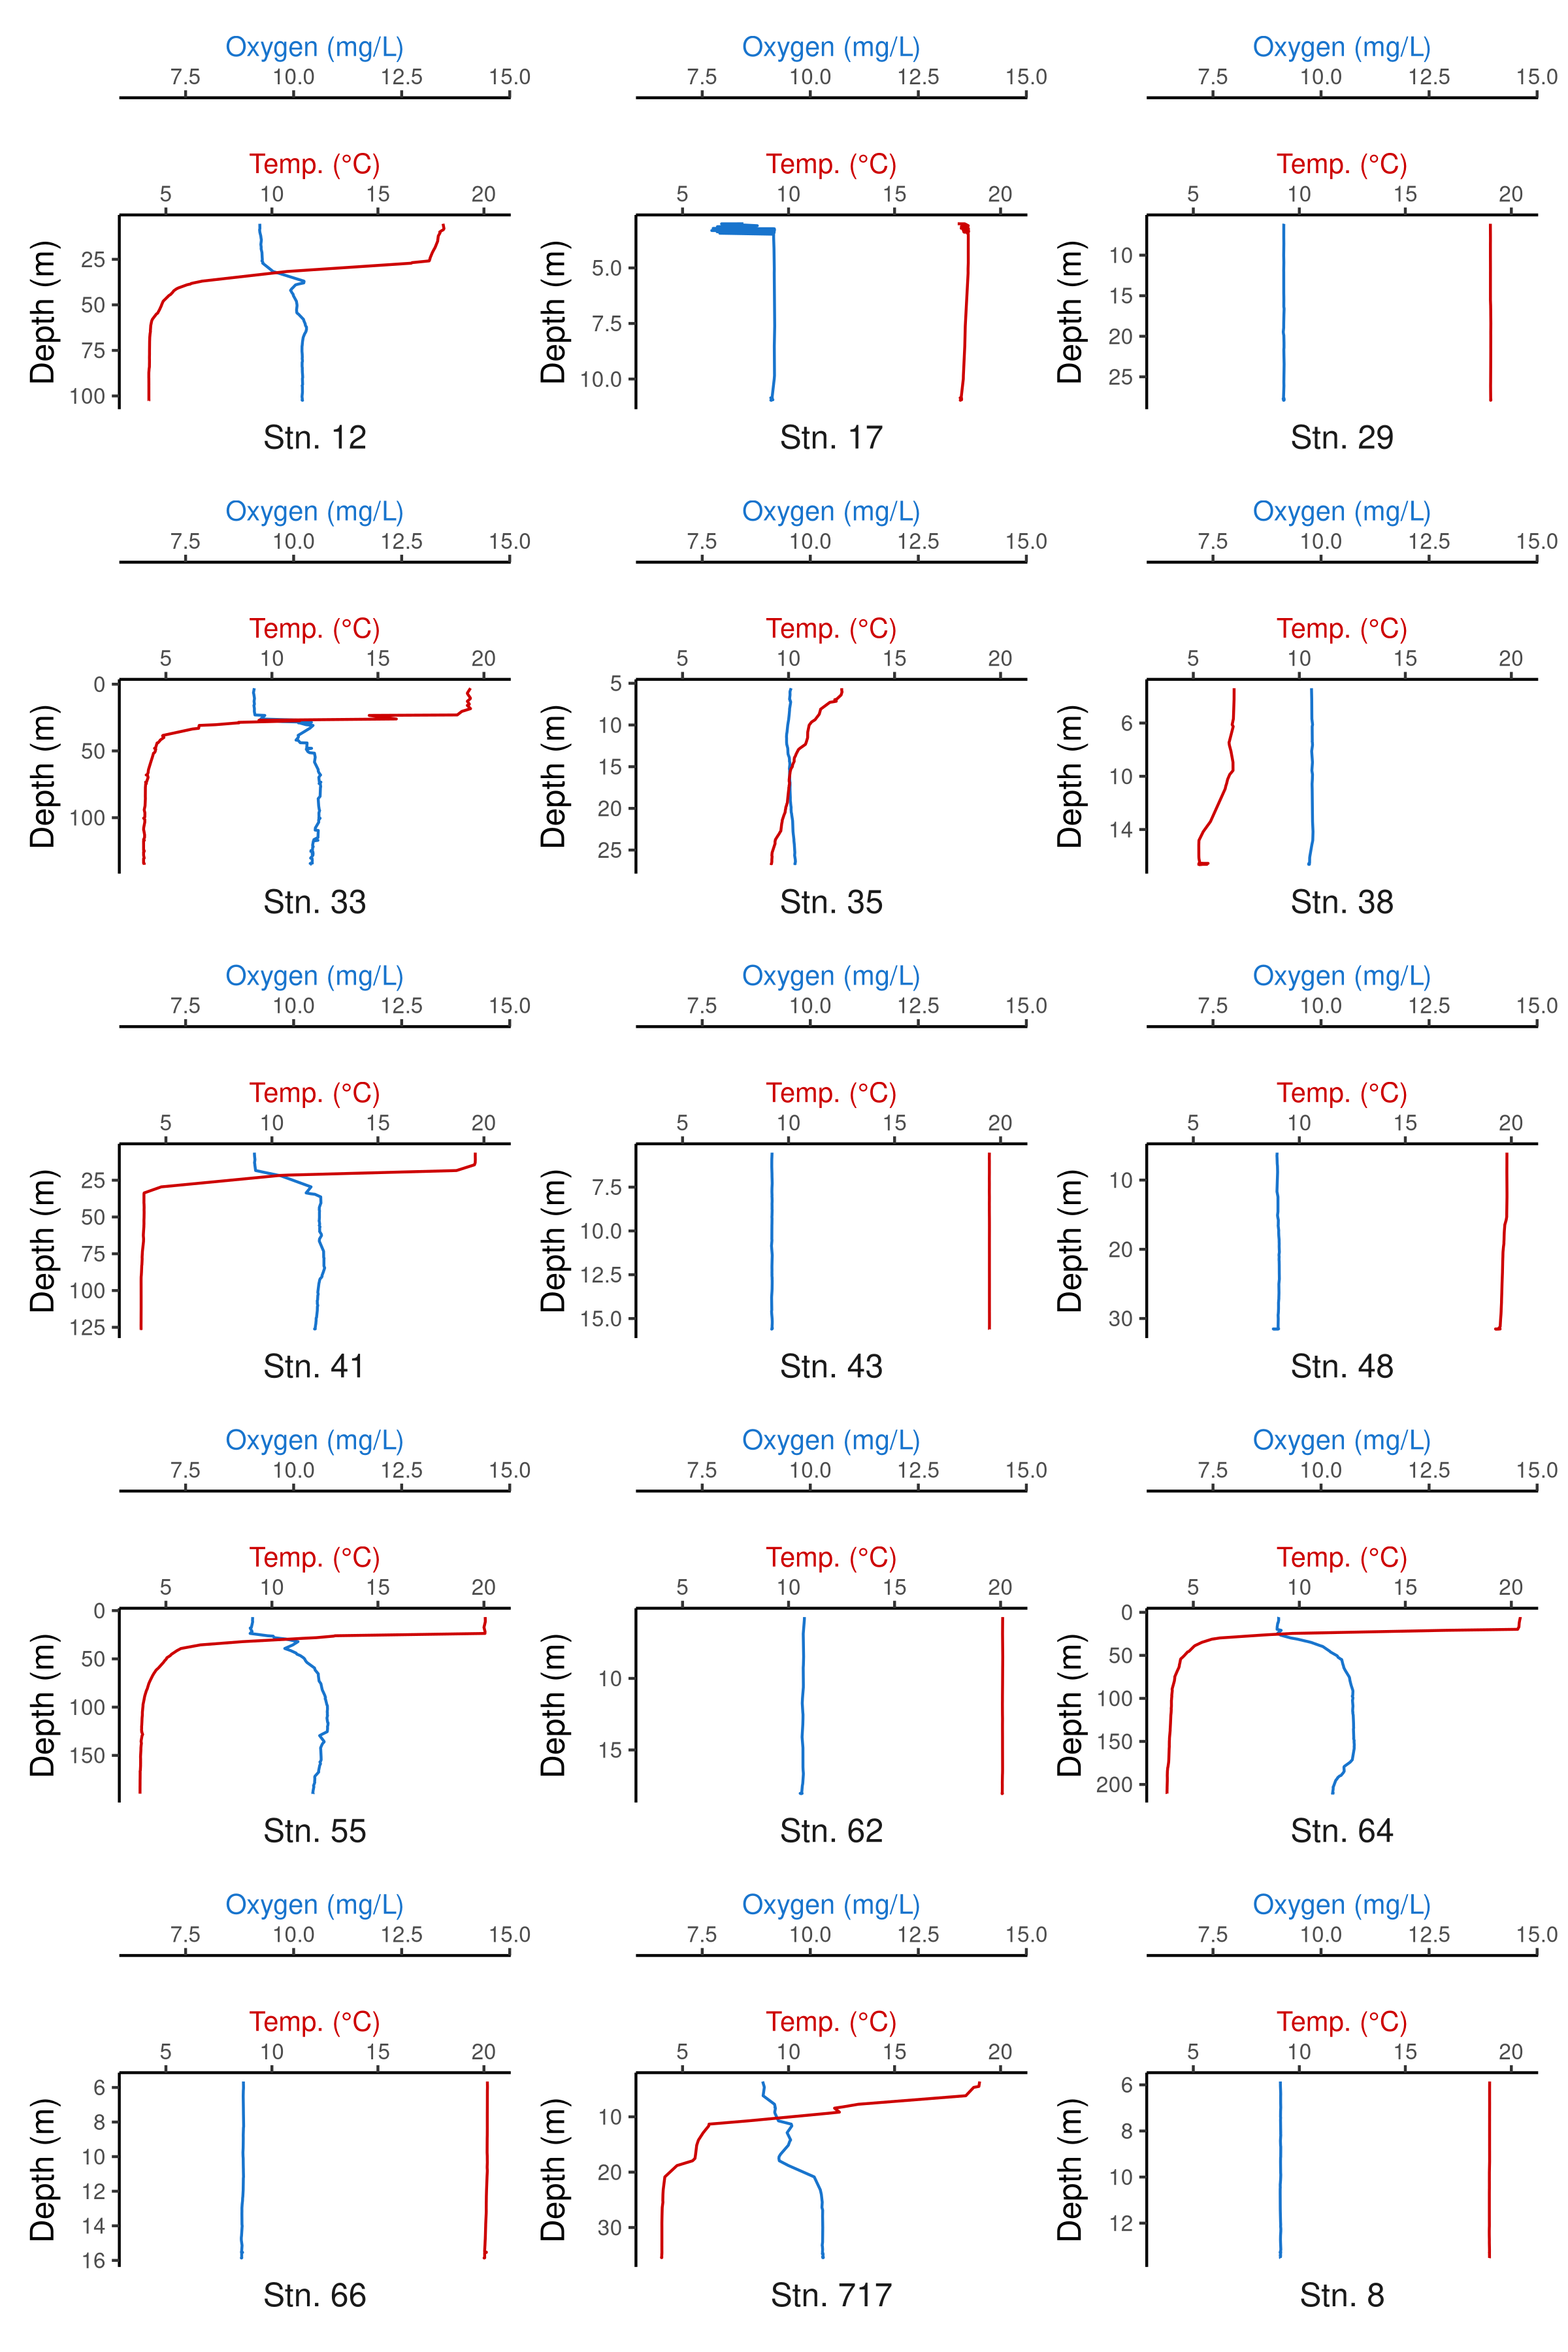 Oxygen (mg/L) Oxygen (mg/L) Oxygen (mg/L)
7.5 10.0 12.5 15.0 7.5 10.0 12.5 15.0 7.5 10.0 12.5 15.0
Temp. (°C) Temp. (°C) Temp. (°C)
5 10 15 20 5 10 15 20 5 10 15 20
Depth (m) 25 50 75 100 Depth (m) 5.0 7.5 10.0 Depth (m) 10 15 20 25
Stn. 12 Stn. 17 Stn. 29
Oxygen (mg/L) Oxygen (mg/L) Oxygen (mg/L)
7.5 10.0 12.5 15.0 7.5 10.0 12.5 15.0 7.5 10.0 12.5 15.0
Temp. (°C) Temp. (°C) Temp. (°C)
5 10 15 20 5 10 15 20 5 10 15 20
Depth (m) 0 50 100 Depth (m) 5 10 15 20 25 Depth (m) 6 10 14
Stn. 33 Stn. 35 Stn. 38
Oxygen (mg/L) Oxygen (mg/L) Oxygen (mg/L)
7.5 10.0 12.5 15.0 7.5 10.0 12.5 15.0 7.5 10.0 12.5 15.0
Temp. (°C) Temp. (°C) Temp. (°C)
5 10 15 20 5 10 15 20 5 10 15 20
Depth (m) 25 50 75 100 125 Depth (m) 7.5 10.0 12.5 15.0 Depth (m) 10 20 30
Stn. 41 Stn. 43 Stn. 48
Oxygen (mg/L) Oxygen (mg/L) Oxygen (mg/L)
7.5 10.0 12.5 15.0 7.5 10.0 12.5 15.0 7.5 10.0 12.5 15.0
Temp. (°C) Temp. (°C) Temp. (°C)
5 10 15 20 5 10 15 20 5 10 15 20
Depth (m) 0 50 100 150 Depth (m) 10 15 Depth (m) 0 50 100 150 200
Stn. 55 Stn. 62 Stn. 64
Oxygen (mg/L) Oxygen (mg/L) Oxygen (mg/L)
7.5 10.0 12.5 15.0 7.5 10.0 12.5 15.0 7.5 10.0 12.5 15.0
Temp. (°C) Temp. (°C) Temp. (°C)
5 10 15 20 5 10 15 20 5 10 15 20
Depth (m) 6 8 10 12 14 16 Depth (m) 10 20 30 Depth (m) 6 8 10 12
Stn. 66 Stn. 717 Stn. 8